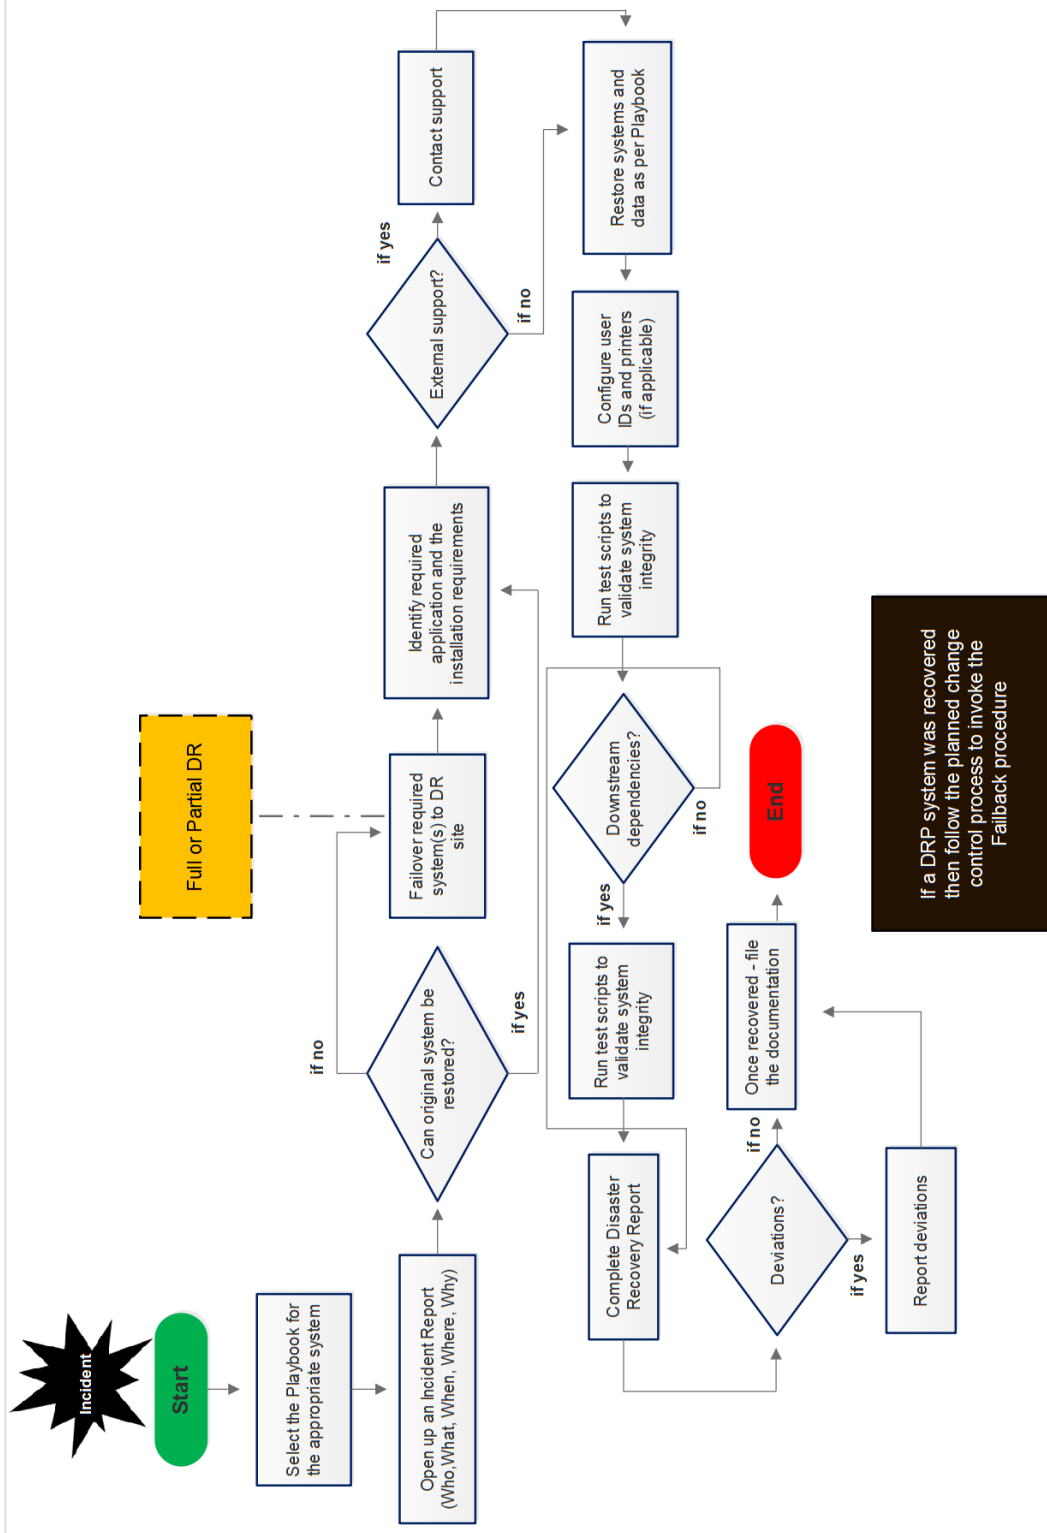 Incident
Start
Select the Playbook for
the appropriate system
Open up an Incident Report
(Who,What, When, Where, Why)
Can original system be
restored?
if no
if yes
Full or Partial DR
Failover required
system(s) to DR
site
Identify required
application and the
installation requirements
External support?
if yes
if no
Contact support
Restore systems and
data as per Playbook
Configure user
IDs and printers
(if applicable)
Run test scripts to
validate system
integrity
Downstream
dependencies?
if yes
if no
Run test scripts to
validate system
integrity
Complete Disaster
Recovery Report
Deviations?
if no
if yes
Report deviations
Once recovered - file
the documentation
End
If a DRP system was recovered
then follow the planned change
control process to invoke the
Failback procedure